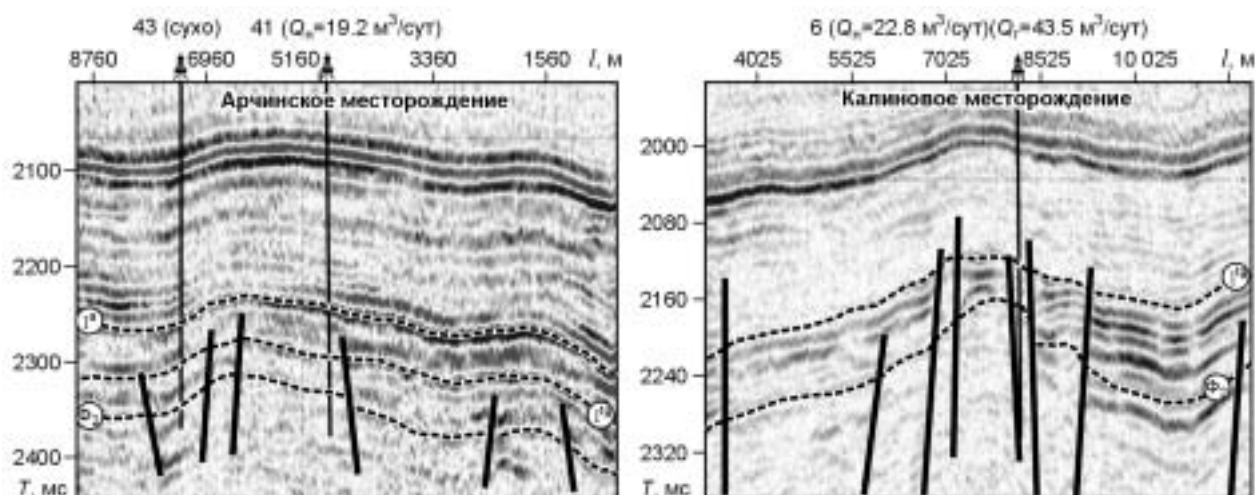 43 (сухо) 41 (Qн=19.2 м³/сут)
8760 6960 5160 3360 1560 l, м
Арчинское месторождение
2100
2200
2300
2400
T, мс
6 (Qн=22.8 м³/сут)(Qг=43.5 м³/сут)
4025 5525 7025 8525 10 025 l, м
Калиновое месторождение
2000
2080
2160
2240
2320
T, мс